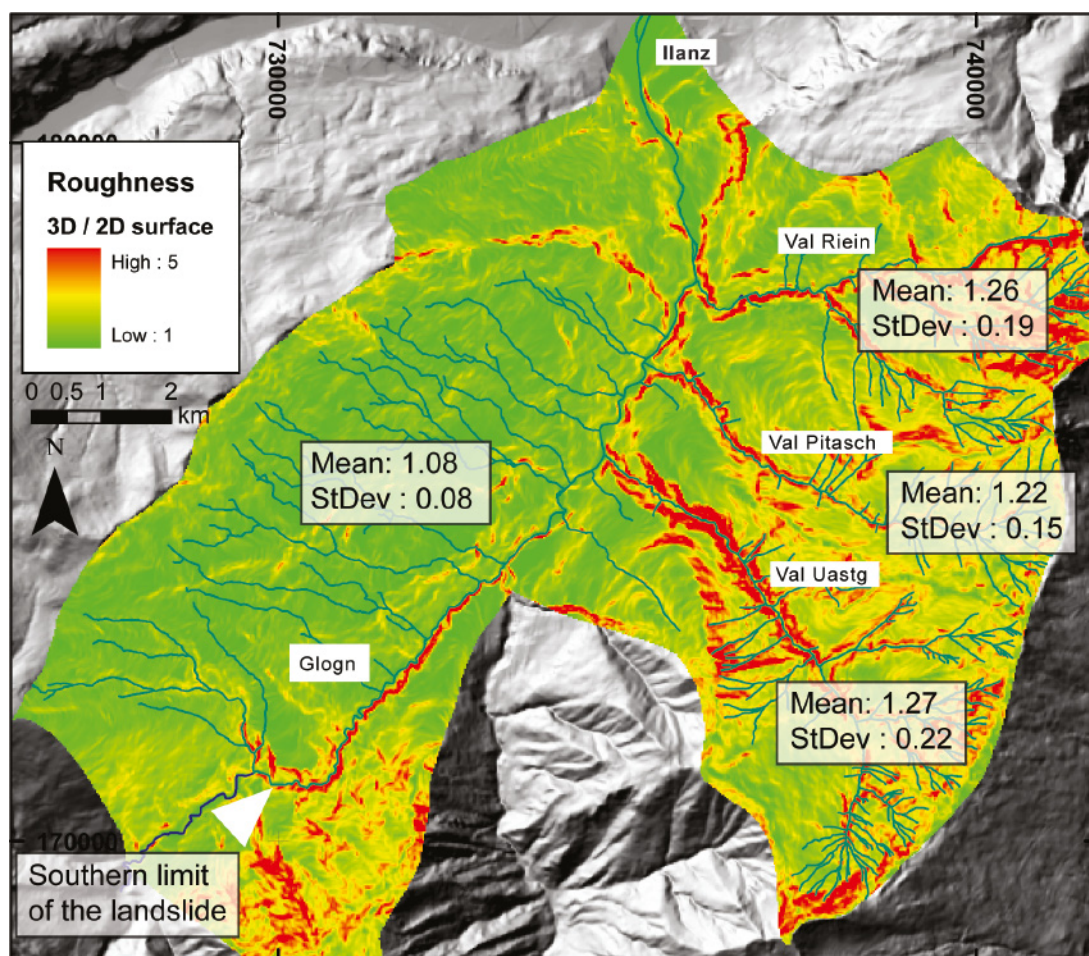 Ilanz
730000
740000
Roughness
3D / 2D surface
High : 5
Low : 1
0 0.5 1 2
km
N
Val Riein
Mean: 1.26
StDev : 0.19
Val Pitasch
Mean: 1.08
StDev : 0.08
Mean: 1.22
StDev : 0.15
Val Uastg
Glogn
Mean: 1.27
StDev : 0.22
170000
Southern limit
of the landslide